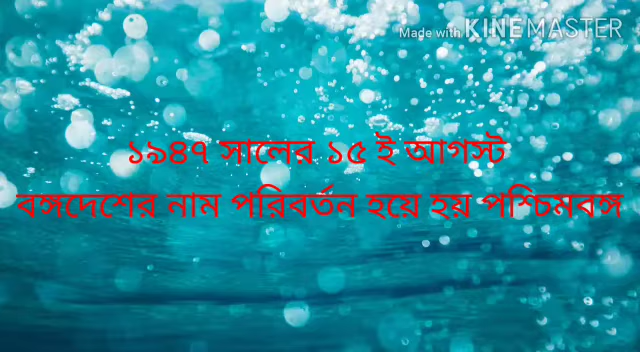 Made with KINEMASTER
১৯৪৭ সালের ১৫ ই আগস্ট
বঙ্গদেশের নাম পরিবর্তন হয়ে হয় পশ্চিমবঙ্গ